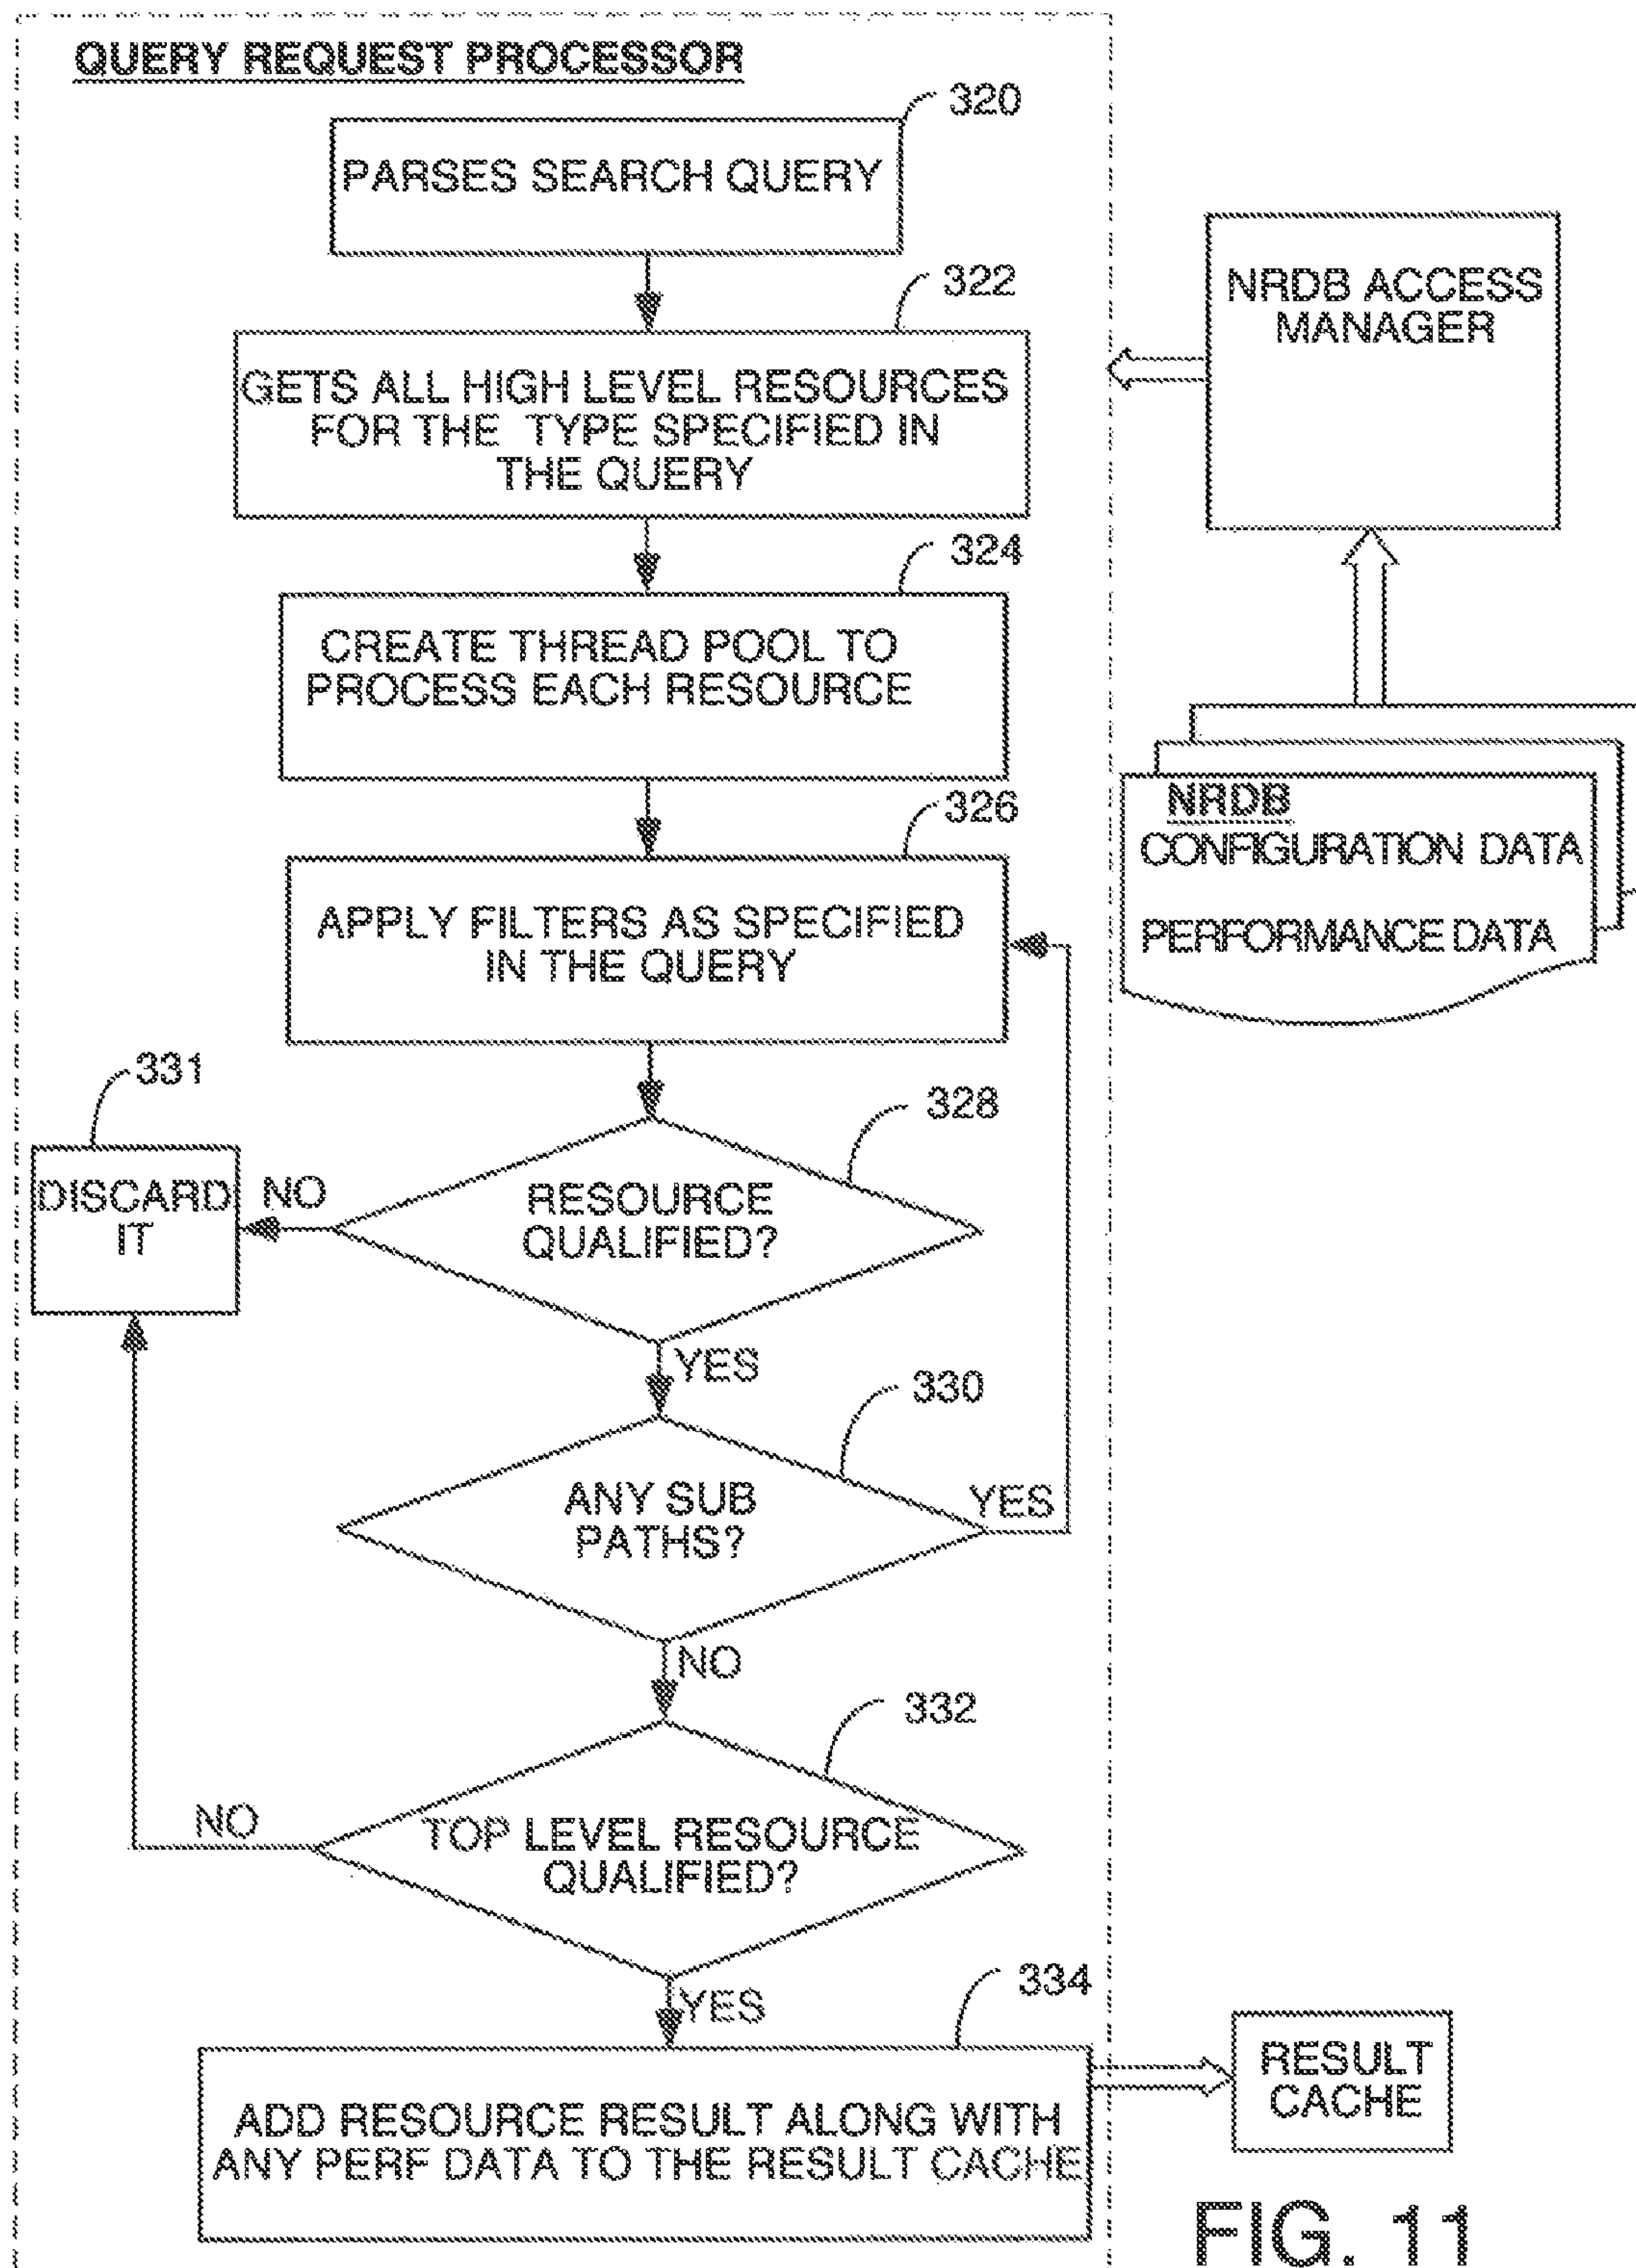 QUERY REQUEST PROCESSOR
320
PARSES SEARCH QUERY
322
GETS ALL HIGH LEVEL RESOURCES
FOR THE TYPE SPECIFIED IN
THE QUERY
NRDB ACCESS
MANAGER
324
CREATE THREAD POOL TO
PROCESS EACH RESOURCE
NRDB
CONFIGURATION DATA
PERFORMANCE DATA
326
APPLY FILTERS AS SPECIFIED
IN THE QUERY
331
DISCARD
IT
NO
328
RESOURCE
QUALIFIED?
YES
330
ANY SUB
PATHS?
YES
NO
332
TOP LEVEL RESOURCE
QUALIFIED?
NO
YES
334
ADD RESOURCE RESULT ALONG WITH
ANY PERF DATA TO THE RESULT CACHE
RESULT
CACHE
FIG. 11